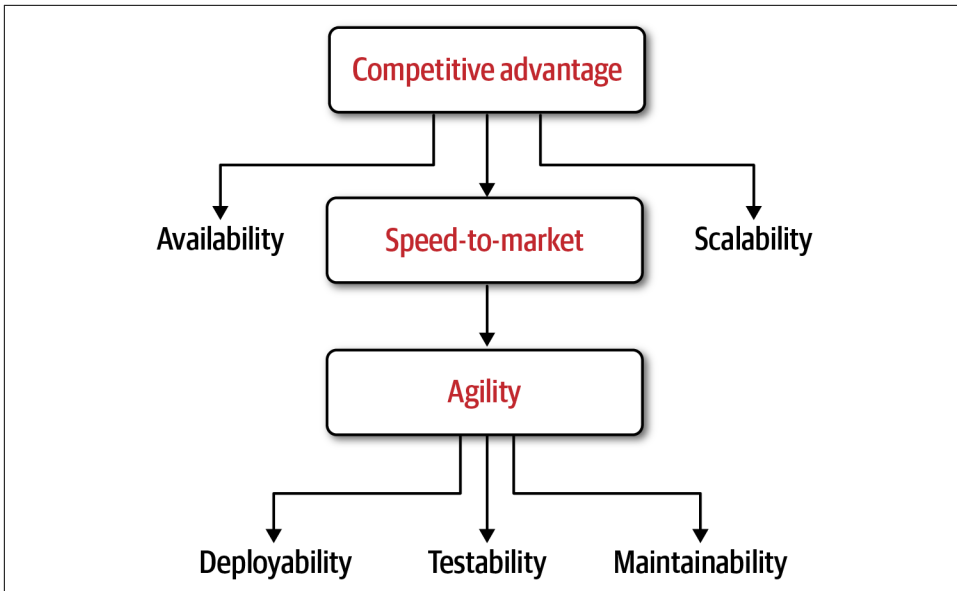 Competitive advantage
Availability
Speed-to-market
Scalability
Agility
Deployability
Testability
Maintainability